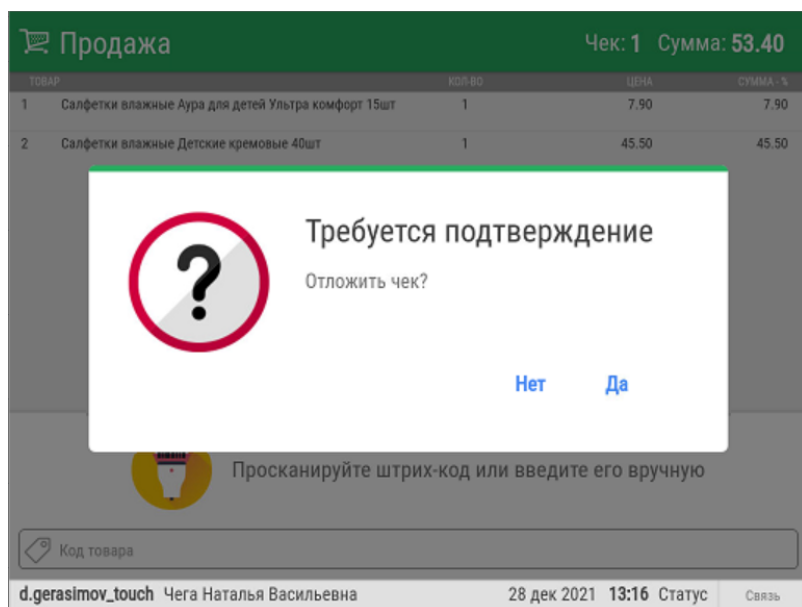 Продажа Чек: 1 Сумма: 53.40
ТОВАР КОЛ-ВО ЦЕНА СУММА - %
1 Салфетки влажные Аура для детей Ультра комфорт 15шт 1 7.90 7.90
2 Салфетки влажные Детские кремовые 40шт 1 45.50 45.50
Требуется подтверждение
Отложить чек?
Нет Да
Просканируйте штрих-код или введите его вручную
Код товара
d.gerasimov_touch Чега Наталья Васильевна 28 дек 2021 13:16 Статус Связь